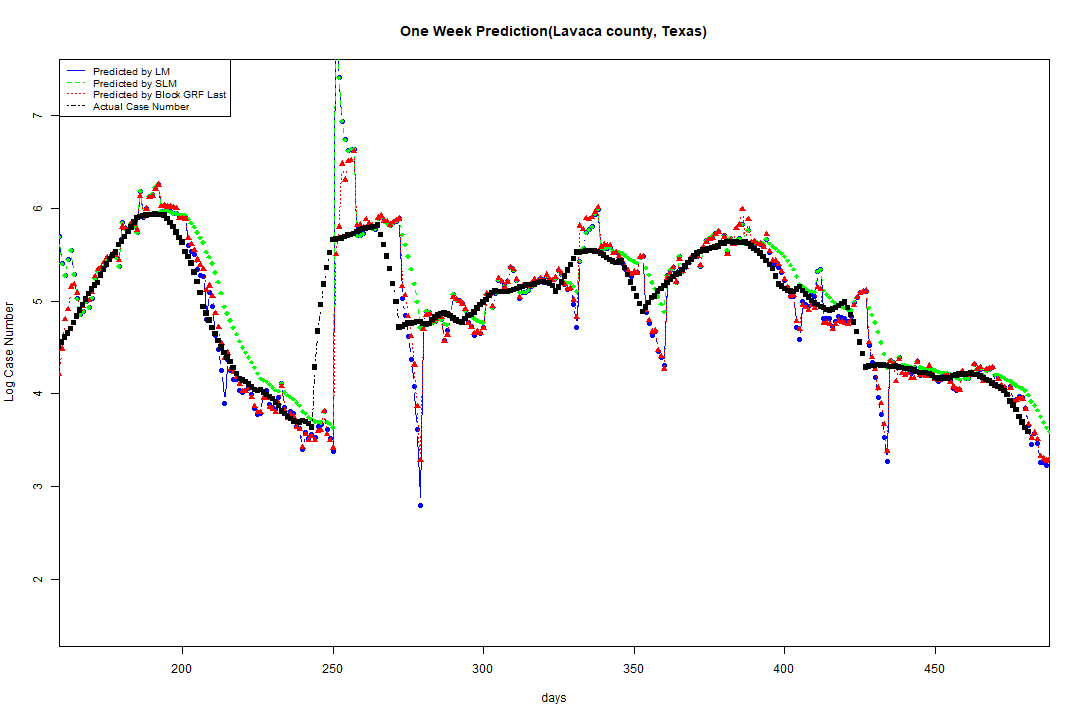 One Week Prediction(Lavaca county, Texas)
Predicted by LM
Predicted by SLM
Predicted by Block GRF Last
Actual Case Number
7
6
5
4
3
2
Log Case Number
200 250 300 350 400 450
days